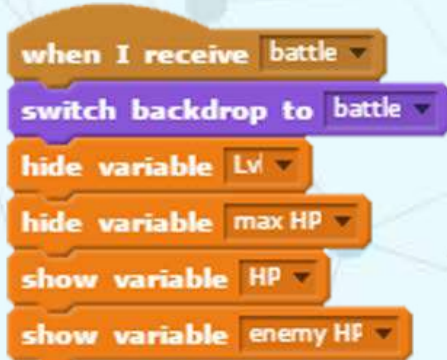 when I receive battle
switch backdrop to battle
hide variable Lvl
hide variable max HP
show variable HP
show variable enemy HP